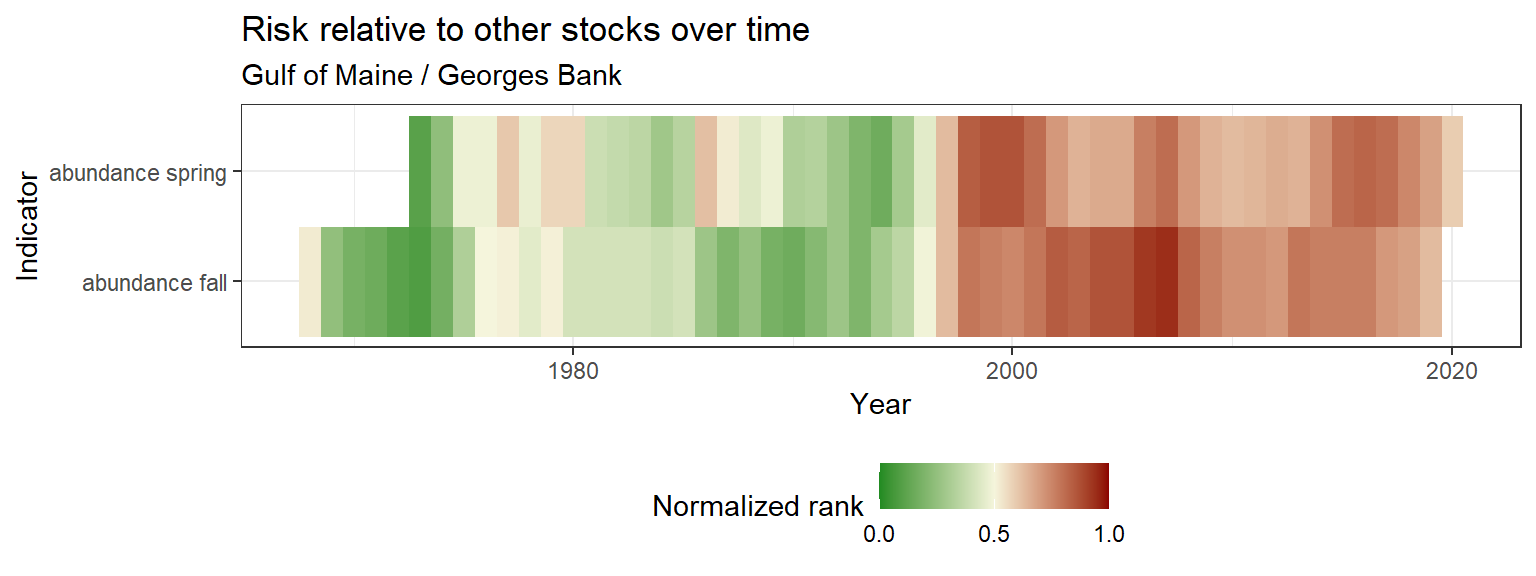 Risk relative to other stocks over time
Gulf of Maine / Georges Bank
Indicator
abundance spring
abundance fall
1980 2000 2020
Year
Normalized rank
0.0 0.5 1.0